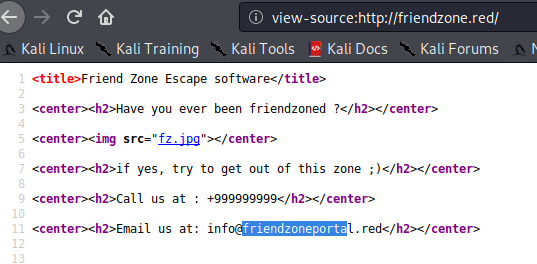 view-source:http://friendzone.red/
Kali Linux Kali Training Kali Tools Kali Docs Kali Forums N
1 <title>Friend Zone Escape software</title>
2
3 <center><h2>Have you ever been friendzoned ?</h2></center>
4
5 <center><img src="fz.jpg"></center>
6
7 <center><h2>if yes, try to get out of this zone ;)</h2></center>
8
9 <center><h2>Call us at : +999999999</h2></center>
10
11 <center><h2>Email us at: info@friendzoneportal.red</h2></center>
12
13